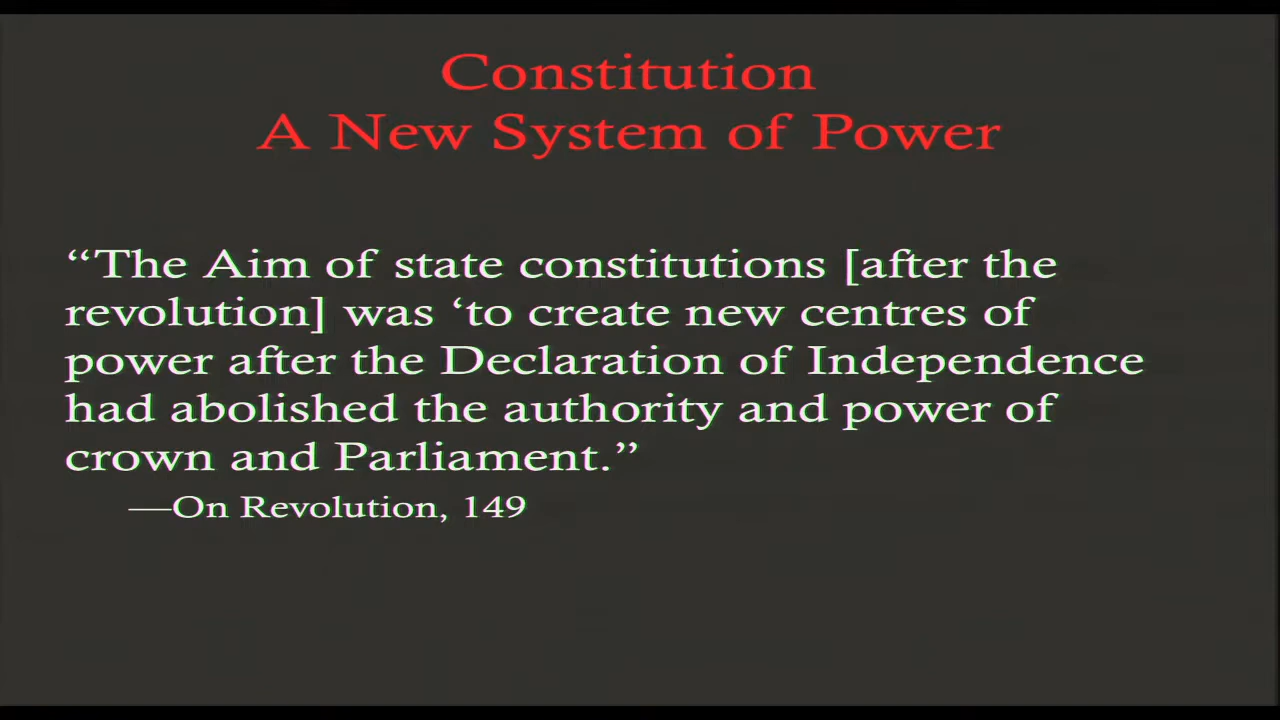 Constitution
A New System of Power
“The Aim of state constitutions [after the
revolution] was ‘to create new centres of
power after the Declaration of Independence
had abolished the authority and power of
crown and Parliament.”
—On Revolution, 149